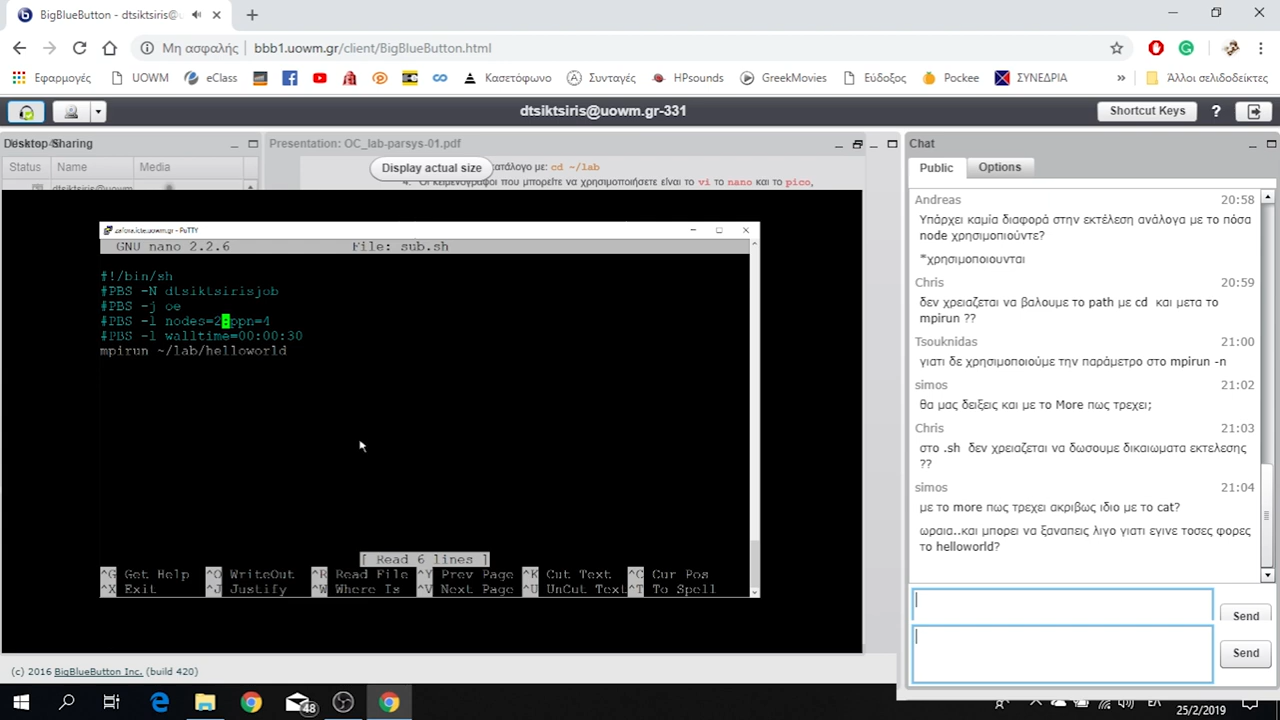 BigBlueButton - dtsiktsiris@
Μη ασφαλής bbb1.uowm.gr/client/BigBlueButton.html
Εφαρμογές UOWM eClass Κασετόφωνο Συνταγές HPsounds GreekMovies Εύδοξος Pockee ΣΥΝΕΔΡΙΑ » Άλλοι σελιδοδείκτες
dtsiktsiris@uowm.gr-331
Shortcut Keys ?
Desktop Sharing
Status Name Media
dtsiktsiris@uowm
Presentation: OC_lab-parsys-01.pdf
κατάλογο με: cd ~/lab
Display actual size
4. Οι κειμενογράφοι που μπορείτε να χρησιμοποιήσετε είναι το vi το nano και το pico,
zafora.icte.uowm.gr - PuTTY
GNU nano 2.2.6 File: sub.sh
#!/bin/sh
#PBS -N dtsiktsirisjob
#PBS -j oe
#PBS -l nodes=2:ppn=4
#PBS -l walltime=00:00:30
mpirun ~/lab/helloworld
[ Read 6 lines ]
^G Get Help ^O WriteOut ^R Read File ^Y Prev Page ^K Cut Text ^C Cur Pos
^X Exit ^J Justify ^W Where Is ^V Next Page ^U UnCut Text ^T To Spell
Chat
Public Options
Andreas 20:58
Υπάρχει καμία διαφορά στην εκτέλεση ανάλογα με το πόσα
node χρησιμοπιούντε?
*χρησιμοποιουνται
Chris 20:59
δεν χρειαζεται να βαλουμε το path με cd και μετα το
mpirun ??
Tsouknidas 21:00
γιατι δε χρησιμοποιούμε την παράμετρο στο mpirun -n
simos 21:02
θα μας δειξεις και με το More πως τρεχει;
Chris 21:03
στο .sh δεν χρειαζεται να δωσουμε δικαιωματα εκτελεσης
??
simos 21:04
με το more πως τρεχει ακριβως ιδιο με το cat?
ωραια..και μπορει να ξαναπεις λιγο γιατι εγινε τοσες φορες
το helloworld?
Send
Send
(c) 2016 BigBlueButton Inc. (build 420)
48
25/2/2019